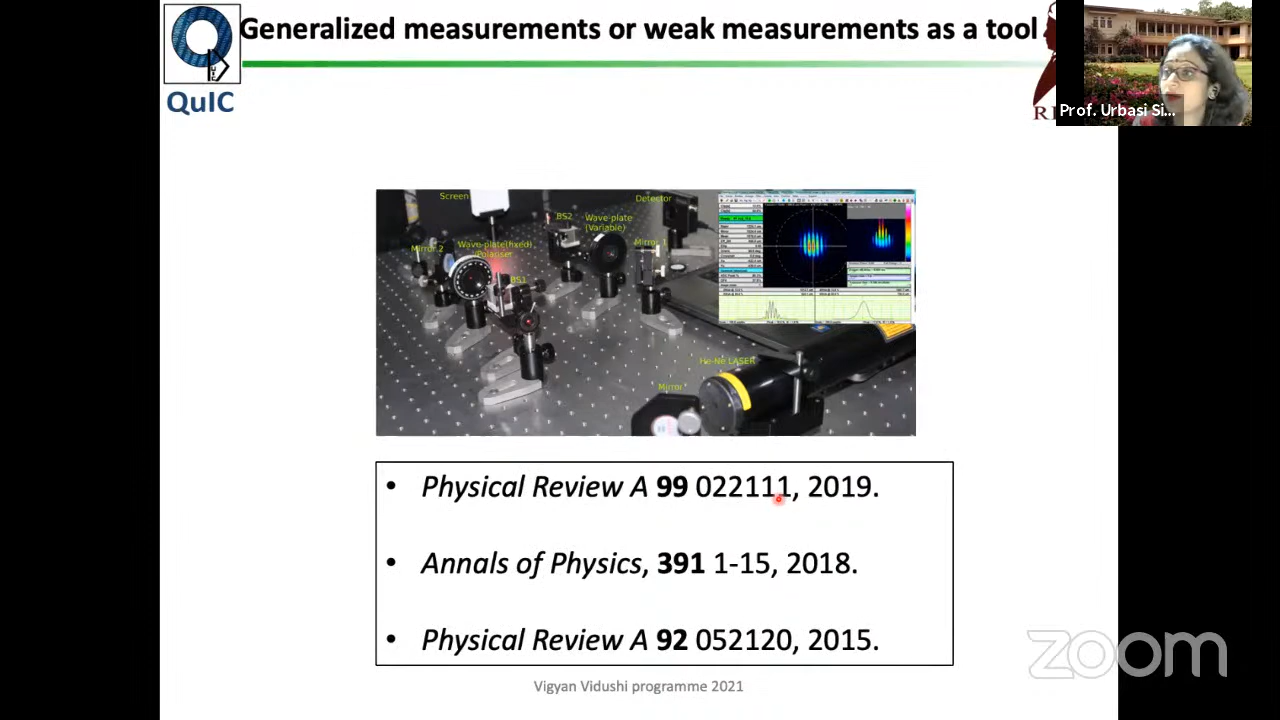 Generalized measurements or weak measurements as a tool
QuIC
Prof. Urbasi Si...
Screen
Detector
BS2
Wave-plate
(Variable)
Mirror 2
Wave-plate(fixed)
/Polariser
Mirror 1
BS1
He-Ne LASER
Mirror
• Physical Review A 99 022111, 2019.
• Annals of Physics, 391 1-15, 2018.
• Physical Review A 92 052120, 2015.
zoom
Vigyan Vidushi programme 2021